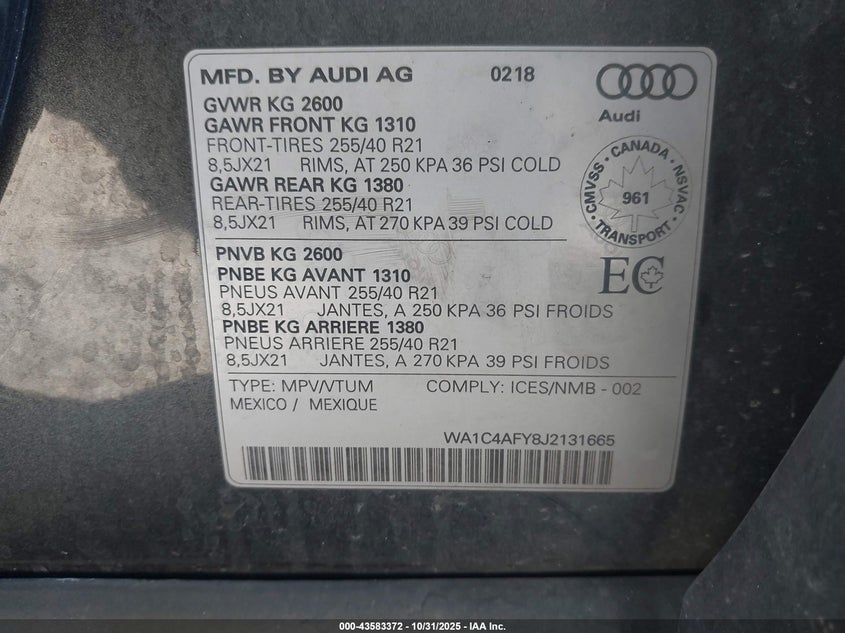 MFD. BY AUDI AG 0218
Audi
GVWR KG 2600
GAWR FRONT KG 1310
FRONT-TIRES 255/40 R21
8,5JX21 RIMS, AT 250 KPA 36 PSI COLD
GAWR REAR KG 1380
REAR-TIRES 255/40 R21
8,5JX21 RIMS, AT 270 KPA 39 PSI COLD
CMVSS • CANADA • NSVAC
961
• TRANSPORT •
PNVB KG 2600
PNBE KG AVANT 1310
PNEUS AVANT 255/40 R21
8,5JX21 JANTES, A 250 KPA 36 PSI FROIDS
PNBE KG ARRIERE 1380
PNEUS ARRIERE 255/40 R21
8,5JX21 JANTES, A 270 KPA 39 PSI FROIDS
EC
TYPE: MPV/VTUM COMPLY: ICES/NMB - 002
MEXICO / MEXIQUE
WA1C4AFY8J2131665
000-43583372 • 10/31/2025 • IAA Inc.